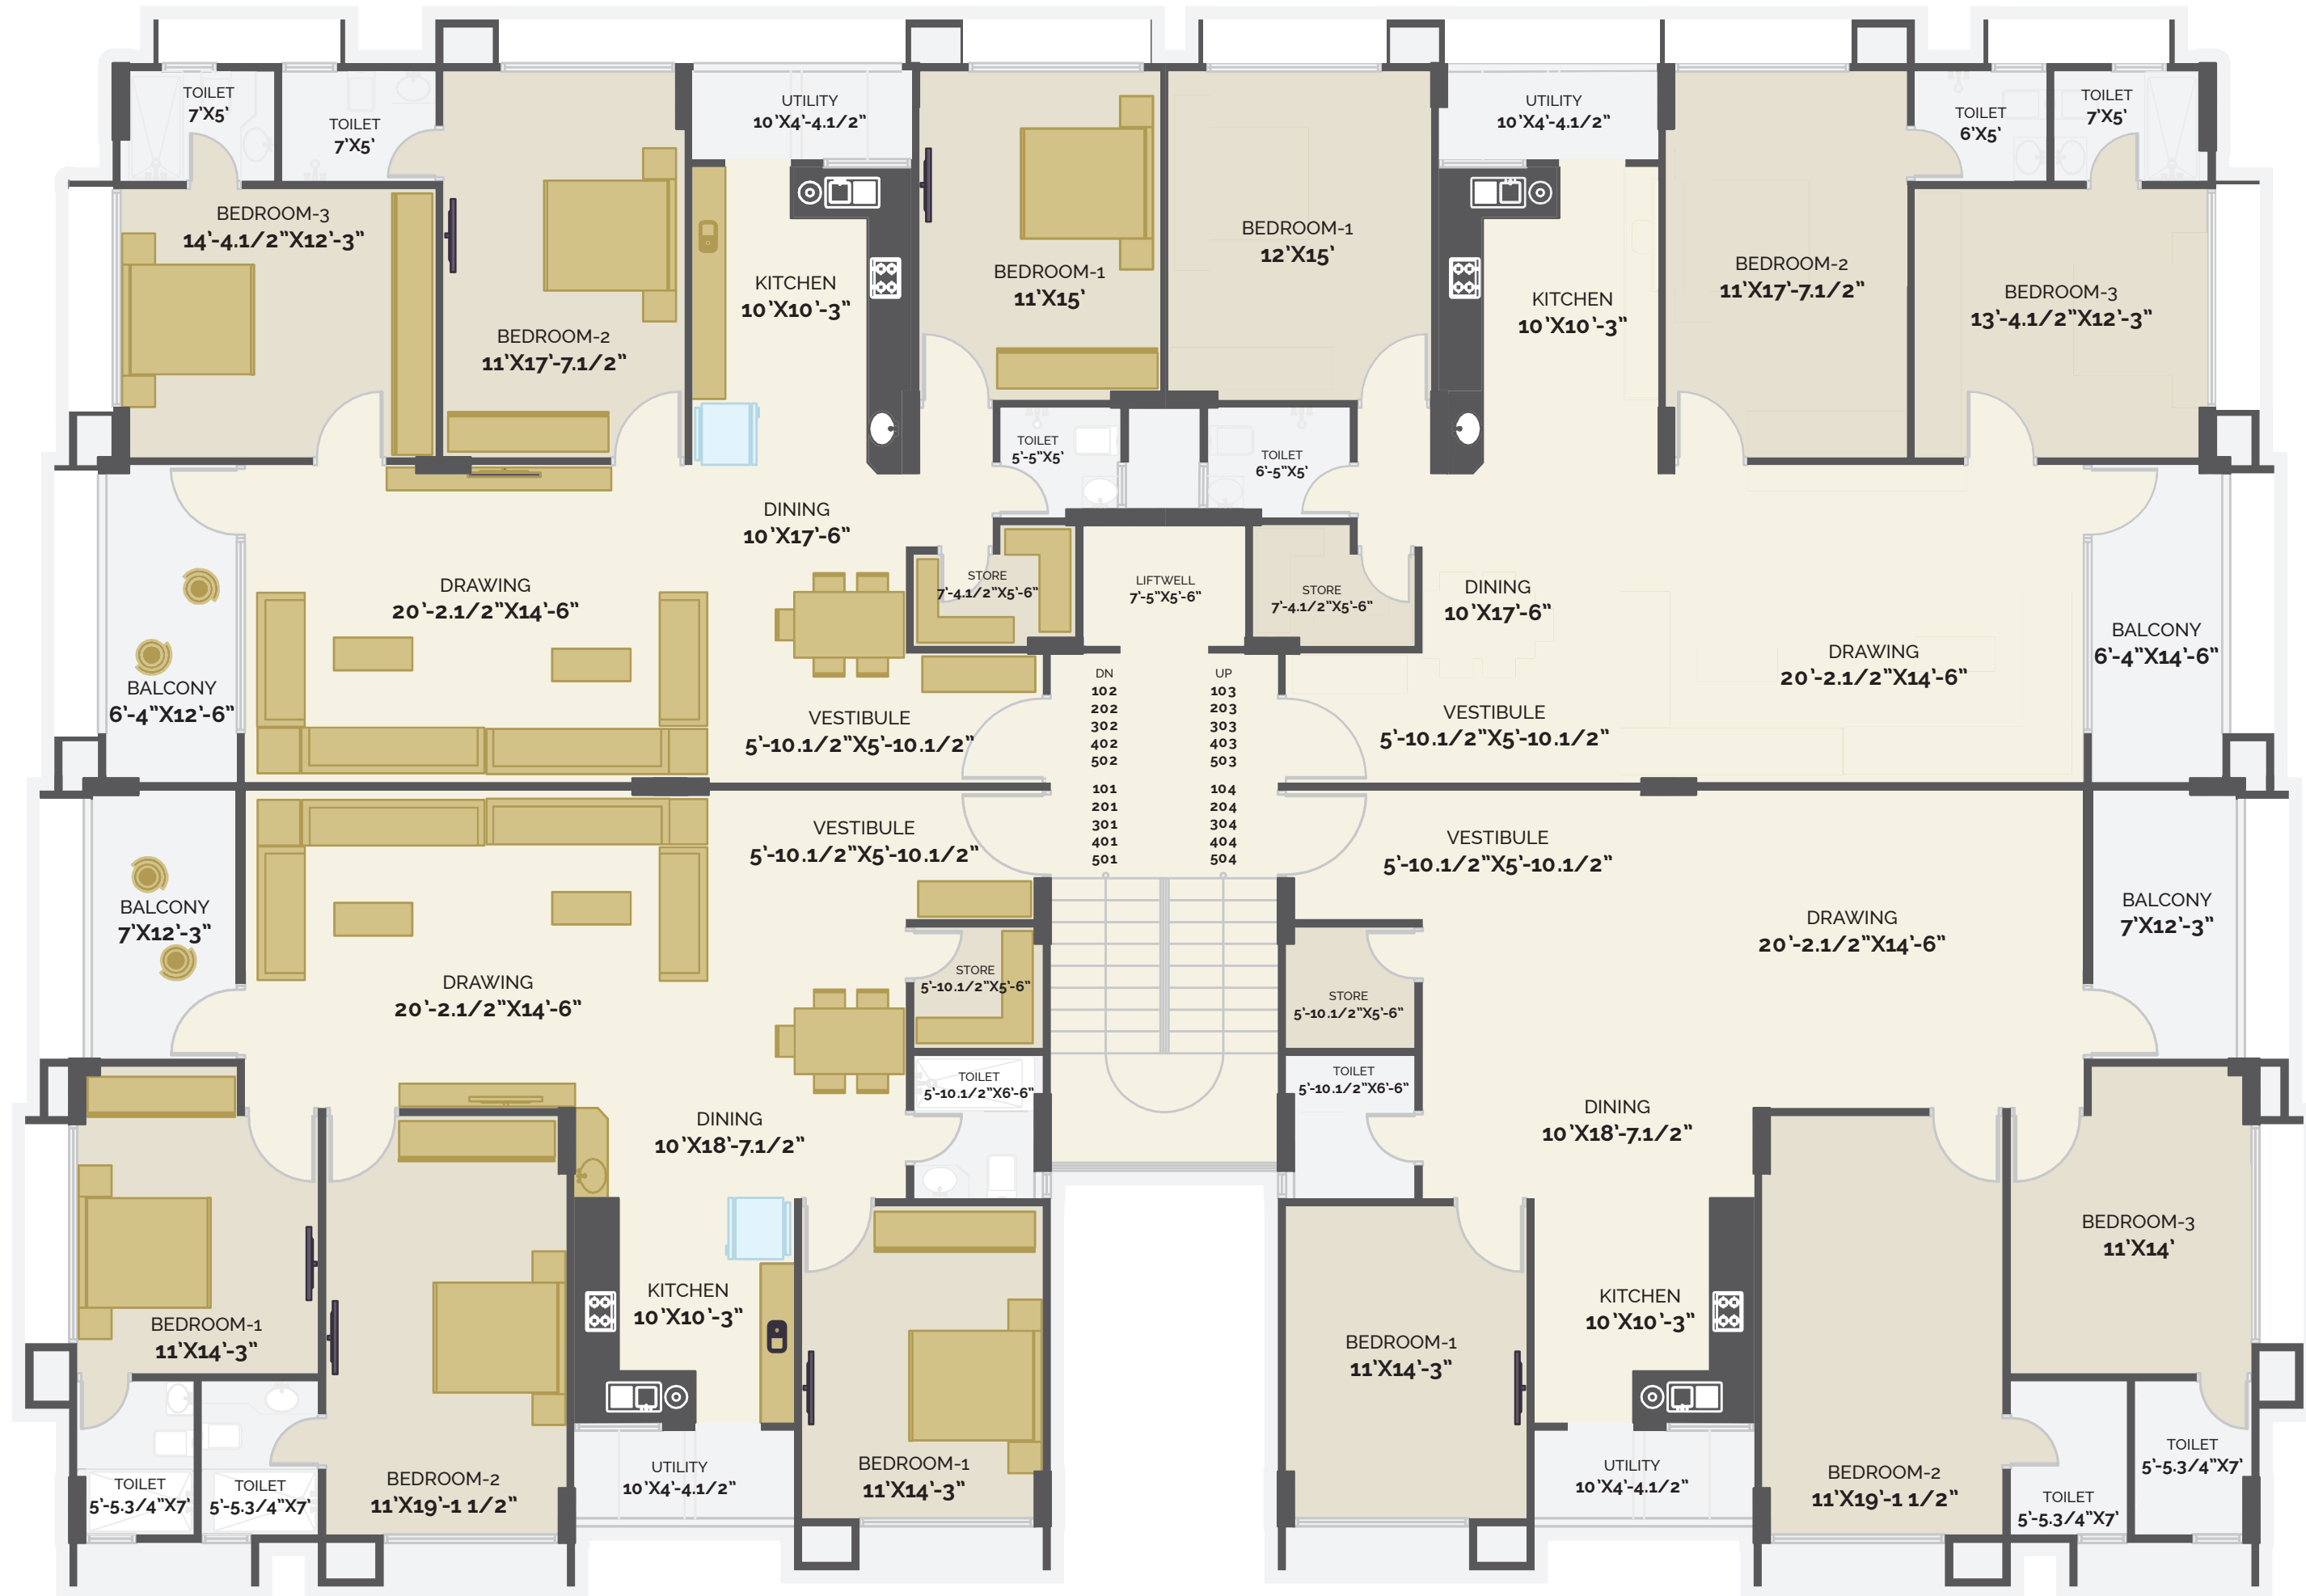 TOILET
7'X5'
TOILET
7'X5'
UTILITY
10'X4'-4.1/2"
UTILITY
10'X4'-4.1/2"
TOILET
6'X5'
TOILET
7'X5'
BEDROOM-3
14'-4.1/2"X12'-3"
BEDROOM-2
11'X17'-7.1/2"
KITCHEN
10'X10'-3"
BEDROOM-1
11'X15'
BEDROOM-1
12'X15'
KITCHEN
10'X10'-3"
BEDROOM-2
11'X17'-7.1/2"
BEDROOM-3
13'-4.1/2"X12'-3"
TOILET
5'-5"X5'
TOILET
6'-5"X5'
DINING
10'X17'-6"
DRAWING
20'-2.1/2"X14'-6"
STORE
7'-4.1/2"X5'-6"
LIFTWELL
7'-5"X5'-6"
STORE
7'-4.1/2"X5'-6"
DINING
10'X17'-6"
DRAWING
20'-2.1/2"X14'-6"
BALCONY
6'-4"X14'-6"
BALCONY
6'-4"X12'-6"
VESTIBULE
5'-10.1/2"X5'-10.1/2"
DN
102
202
302
402
502
101
201
301
401
501
UP
103
203
303
403
503
104
204
304
404
504
VESTIBULE
5'-10.1/2"X5'-10.1/2"
VESTIBULE
5'-10.1/2"X5'-10.1/2"
VESTIBULE
5'-10.1/2"X5'-10.1/2"
BALCONY
7'X12'-3"
DRAWING
20'-2.1/2"X14'-6"
STORE
5'-10.1/2"X5'-6"
STORE
5'-10.1/2"X5'-6"
DRAWING
20'-2.1/2"X14'-6"
BALCONY
7'X12'-3"
TOILET
5'-10.1/2"X6'-6"
TOILET
5'-10.1/2"X6'-6"
DINING
10'X18'-7.1/2"
DINING
10'X18'-7.1/2"
BEDROOM-1
11'X14'-3"
KITCHEN
10'X10'-3"
BEDROOM-1
11'X14'-3"
KITCHEN
10'X10'-3"
BEDROOM-3
11'X14'
TOILET
5'-5.3/4"X7'
TOILET
5'-5.3/4"X7'
BEDROOM-2
11'X19'-1 1/2"
UTILITY
10'X4'-4.1/2"
BEDROOM-1
11'X14'-3"
UTILITY
10'X4'-4.1/2"
BEDROOM-2
11'X19'-1 1/2"
TOILET
5'-5.3/4"X7'
TOILET
5'-5.3/4"X7'